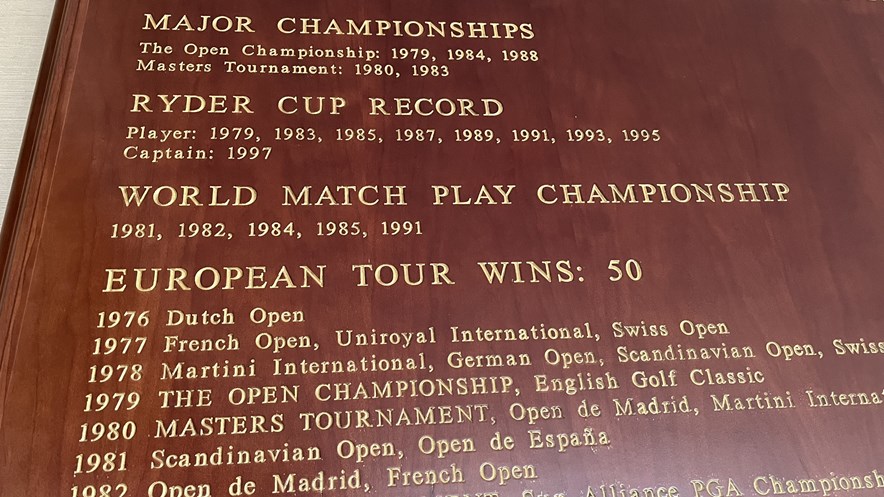 MAJOR CHAMPIONSHIPS
The Open Championship: 1979, 1984, 1988
Masters Tournament: 1980, 1983
RYDER CUP RECORD
Player: 1979, 1983, 1985, 1987, 1989, 1991, 1993, 1995
Captain: 1997
WORLD MATCH PLAY CHAMPIONSHIP
1981, 1982, 1984, 1985, 1991
EUROPEAN TOUR WINS: 50
1976 Dutch Open
1977 French Open, Uniroyal International, Swiss Open
1978 Martini International, German Open, Scandinavian Open, Swiss
1979 THE OPEN CHAMPIONSHIP, English Golf Classic
1980 MASTERS TOURNAMENT, Open de Madrid, Martini Interna
1981 Scandinavian Open, Open de España
1982 Open de Madrid, French Open
Alliance PGA Championsh